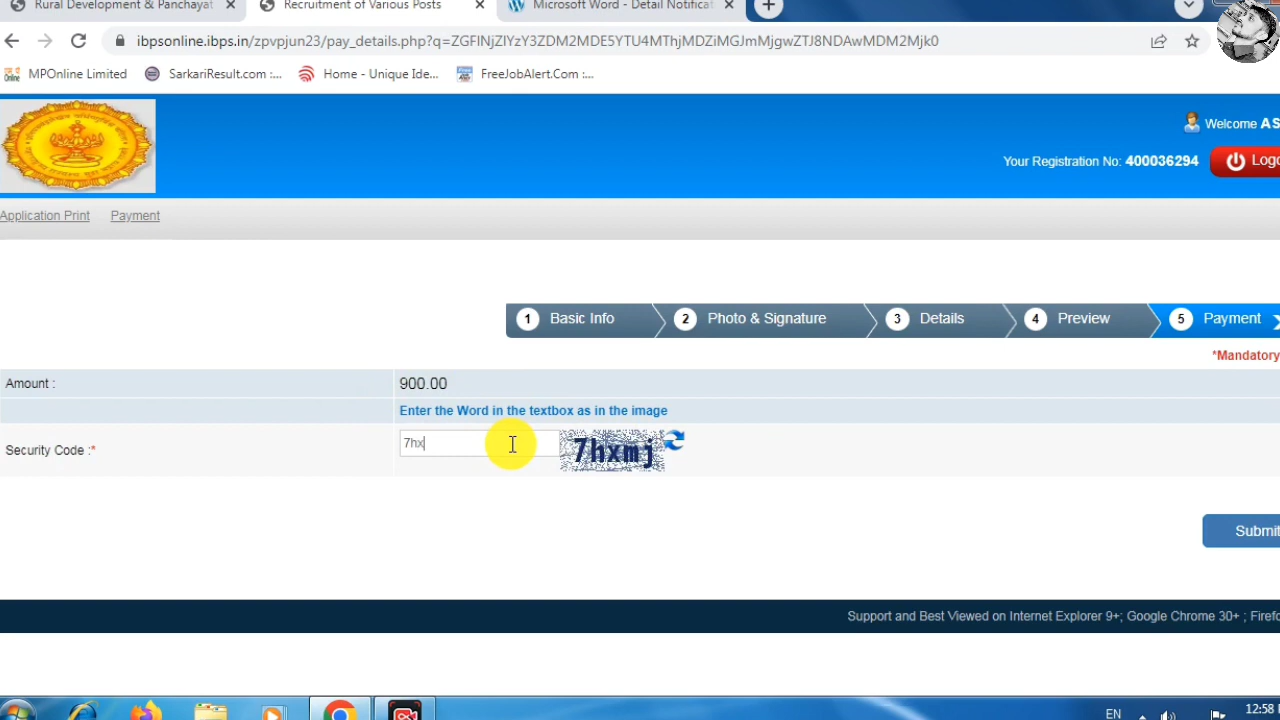 Rural Development & Panchayat
Recruitment of Various Posts
Microsoft Word - Detail Notificat
ibpsonline.ibps.in/zpvpjun23/pay_details.php?q=ZGFlNjZlYzY3ZDM2MDE5YTU4MThjMDZiMGJmMjgwZTJ8NDAwMDM2Mjk0
MPOnline Limited
SarkariResult.com :...
Home - Unique Ide...
FreeJobAlert.Com :...
Welcome AS
Your Registration No: 400036294
Logo
Application Print
Payment
1 Basic Info
2 Photo & Signature
3 Details
4 Preview
5 Payment
*Mandatory
Amount :
900.00
Enter the Word in the textbox as in the image
Security Code :*
7hx
7hxmj
Submit
Support and Best Viewed on Internet Explorer 9+; Google Chrome 30+ ; Firefo
EN
12:58